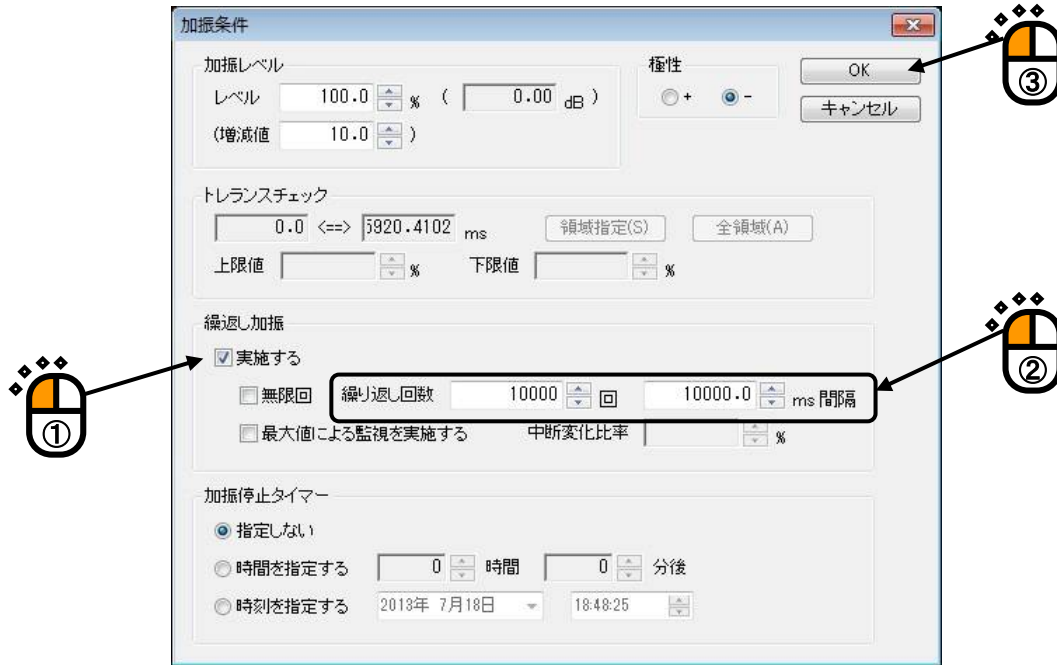 加振条件
加振レベル
レベル 100.0 % ( 0.00 dB )
(増減値 10.0 )
極性
+ -
OK
キャンセル
③
トレランスチェック
0.0 <==> 5920.4102 ms 領域指定(S) 全領域(A)
上限値 % 下限値 %
繰返し加振
実施する
無限回 繰り返し回数 10000 回 10000.0 ms 間隔
最大値による監視を実施する 中断変化比率 %
②
①
加振停止タイマー
指定しない
時間を指定する 0 時間 0 分後
時刻を指定する 2013年 7月18日 18:48:25